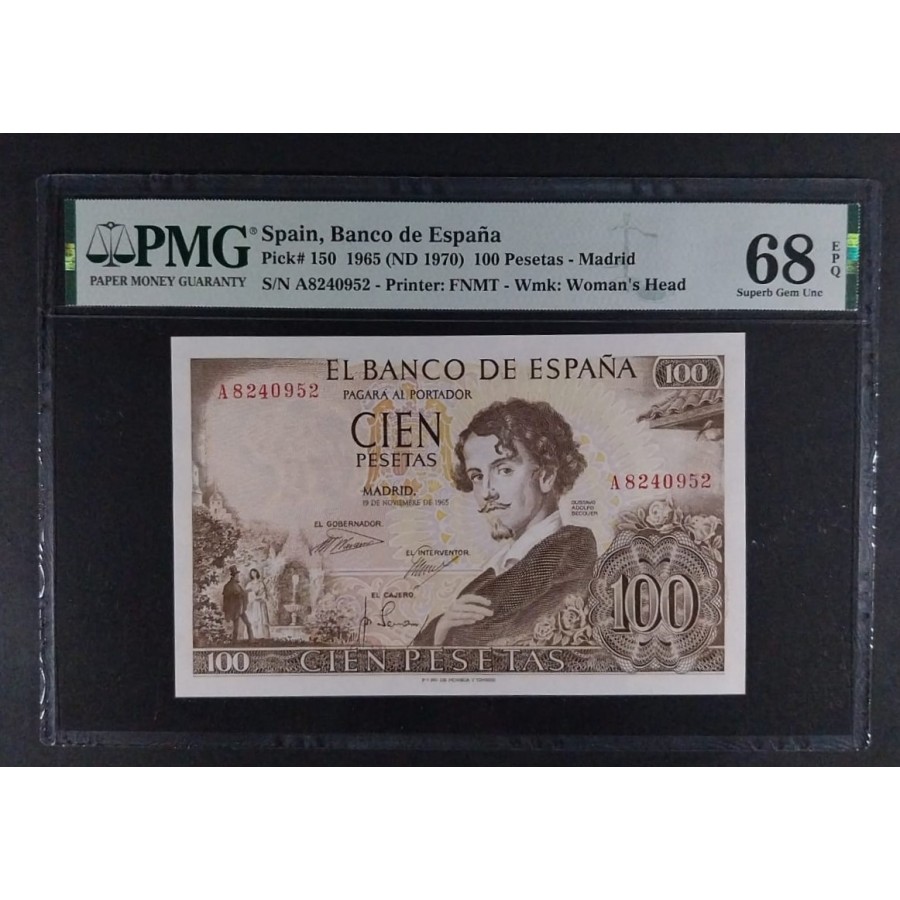 PMG®
PAPER MONEY GUARANTY
Spain, Banco de España
Pick# 150 1965 (ND 1970) 100 Pesetas - Madrid
S/N A8240952 - Printer: FNMT - Wmk: Woman's Head
68
EPQ
Superb Gem Unc
EL BANCO DE ESPAÑA
100
A8240952
PAGARA AL PORTADOR
CIEN
PESETAS
MADRID,
19 DE NOVIEMBRE DE 1965
A8240952
GUSTAVO
ADOLFO
BECQUER
EL GOBERNADOR
EL INTERVENTOR
EL CAJERO
100
100
CIEN PESETAS